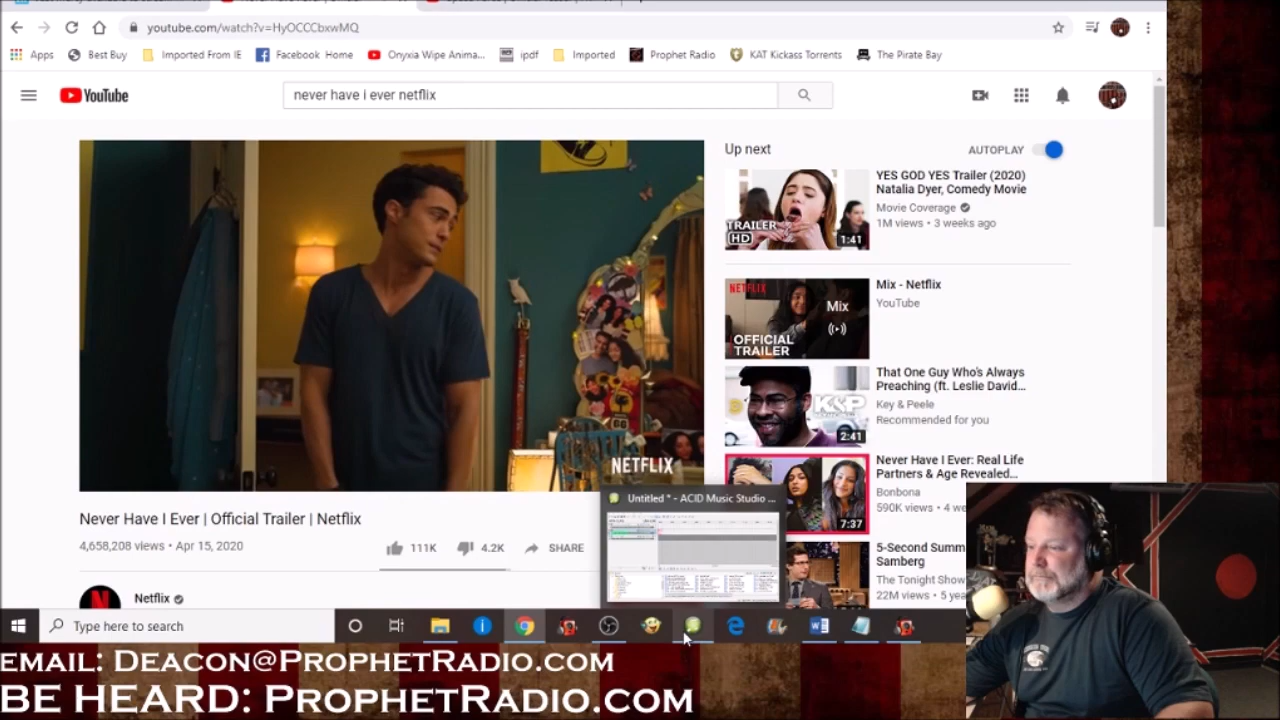 youtube.com/watch?v=HyOCCCbxwMQ
Apps Best Buy Imported From IE Facebook Home Onyxia Wipe Anima... ipdf Imported Prophet Radio KAT Kickass Torrents The Pirate Bay
YouTube
never have i ever netflix
Up next
AUTOPLAY
YES GOD YES Trailer (2020)
Natalia Dyer, Comedy Movie
Movie Coverage
1M views • 3 weeks ago
TRAILER
HD
1:41
Mix - Netflix
YouTube
NETFLIX
Mix
OFFICIAL
TRAILER
That One Guy Who's Always
Preaching (ft. Leslie David...
Key & Peele
Recommended for you
K&P
2:41
Never Have I Ever: Real Life
Partners & Age Revealed...
Bonbona
590K views • 4 we
7:37
5-Second Summ
Samberg
The Tonight Show
22M views • 5 yea
NETFLIX
Untitled * - ACID Music Studio ...
Never Have I Ever | Official Trailer | Netflix
4,658,208 views • Apr 15, 2020
111K 4.2K SHARE
Netflix
Type here to search
EMAIL: DEACON@PROPHETRADIO.COM
BE HEARD: PROPHETRADIO.COM